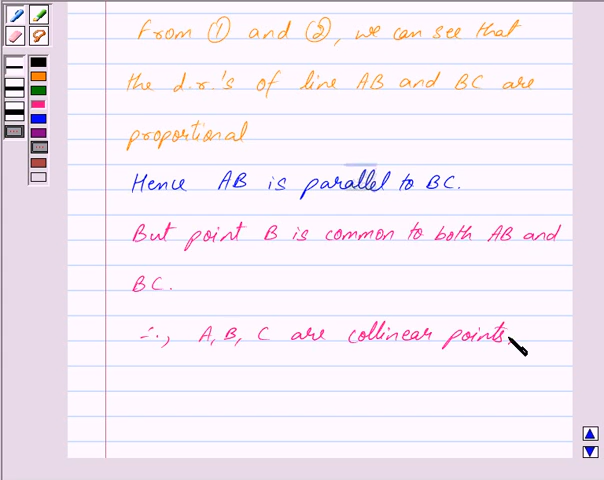 From ① and ②, we can see that
the d.r.'s of line AB and BC are
proportional
Hence AB is parallel to BC.
But point B is common to both AB and
BC.
∴, A, B, C are collinear points.